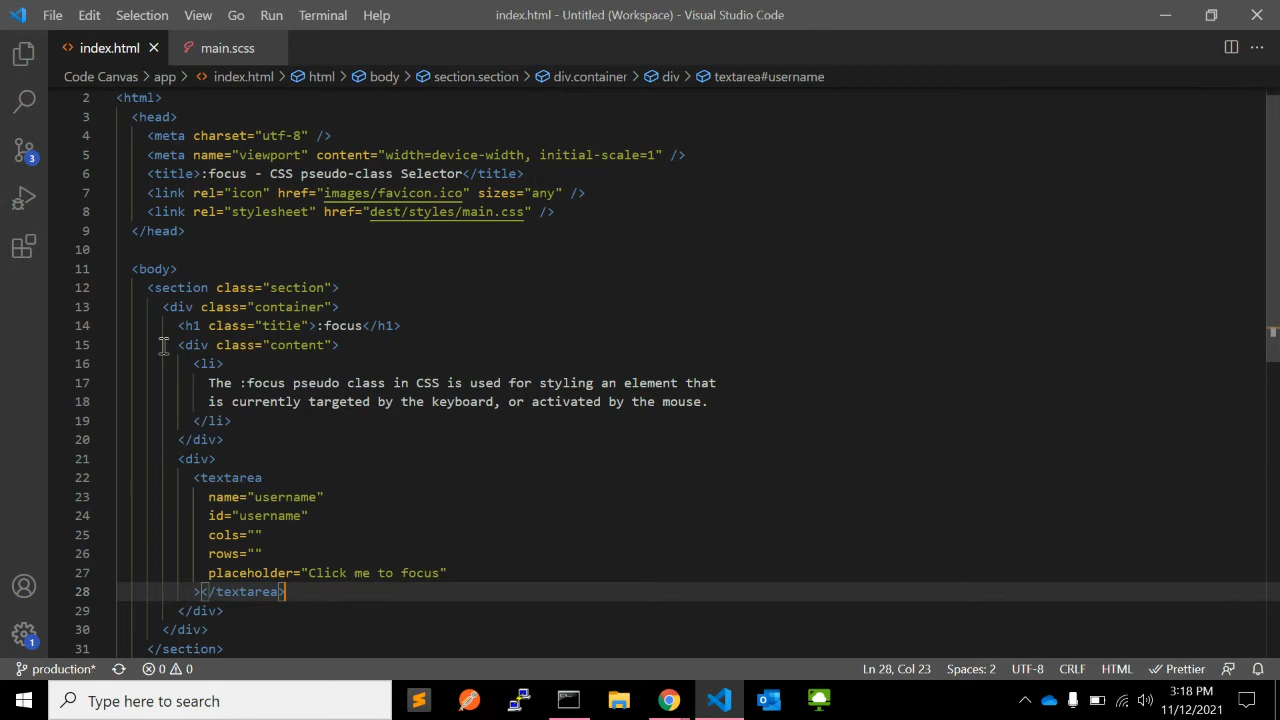 File Edit Selection View Go Run Terminal Help index.html - Untitled (Workspace) - Visual Studio Code
index.html main.scss
Code Canvas > app > index.html > html > body > section.section > div.container > div > textarea#username
2 <html>
3 <head>
4 <meta charset="utf-8" />
5 <meta name="viewport" content="width=device-width, initial-scale=1" />
6 <title>:focus - CSS pseudo-class Selector</title>
7 <link rel="icon" href="images/favicon.ico" sizes="any" />
8 <link rel="stylesheet" href="dest/styles/main.css" />
9 </head>
10
11 <body>
12 <section class="section">
13 <div class="container">
14 <h1 class="title">:focus</h1>
15 <div class="content">
16 <li>
17 The :focus pseudo class in CSS is used for styling an element that
18 is currently targeted by the keyboard, or activated by the mouse.
19 </li>
20 </div>
21 <div>
22 <textarea
23 name="username"
24 id="username"
25 cols=""
26 rows=""
27 placeholder="Click me to focus"
28 ></textarea>
29 </div>
30 </div>
31 </section>
3
1
production* 0 0 Ln 28, Col 23 Spaces: 2 UTF-8 CRLF HTML Prettier
Type here to search
3:18 PM
11/12/2021